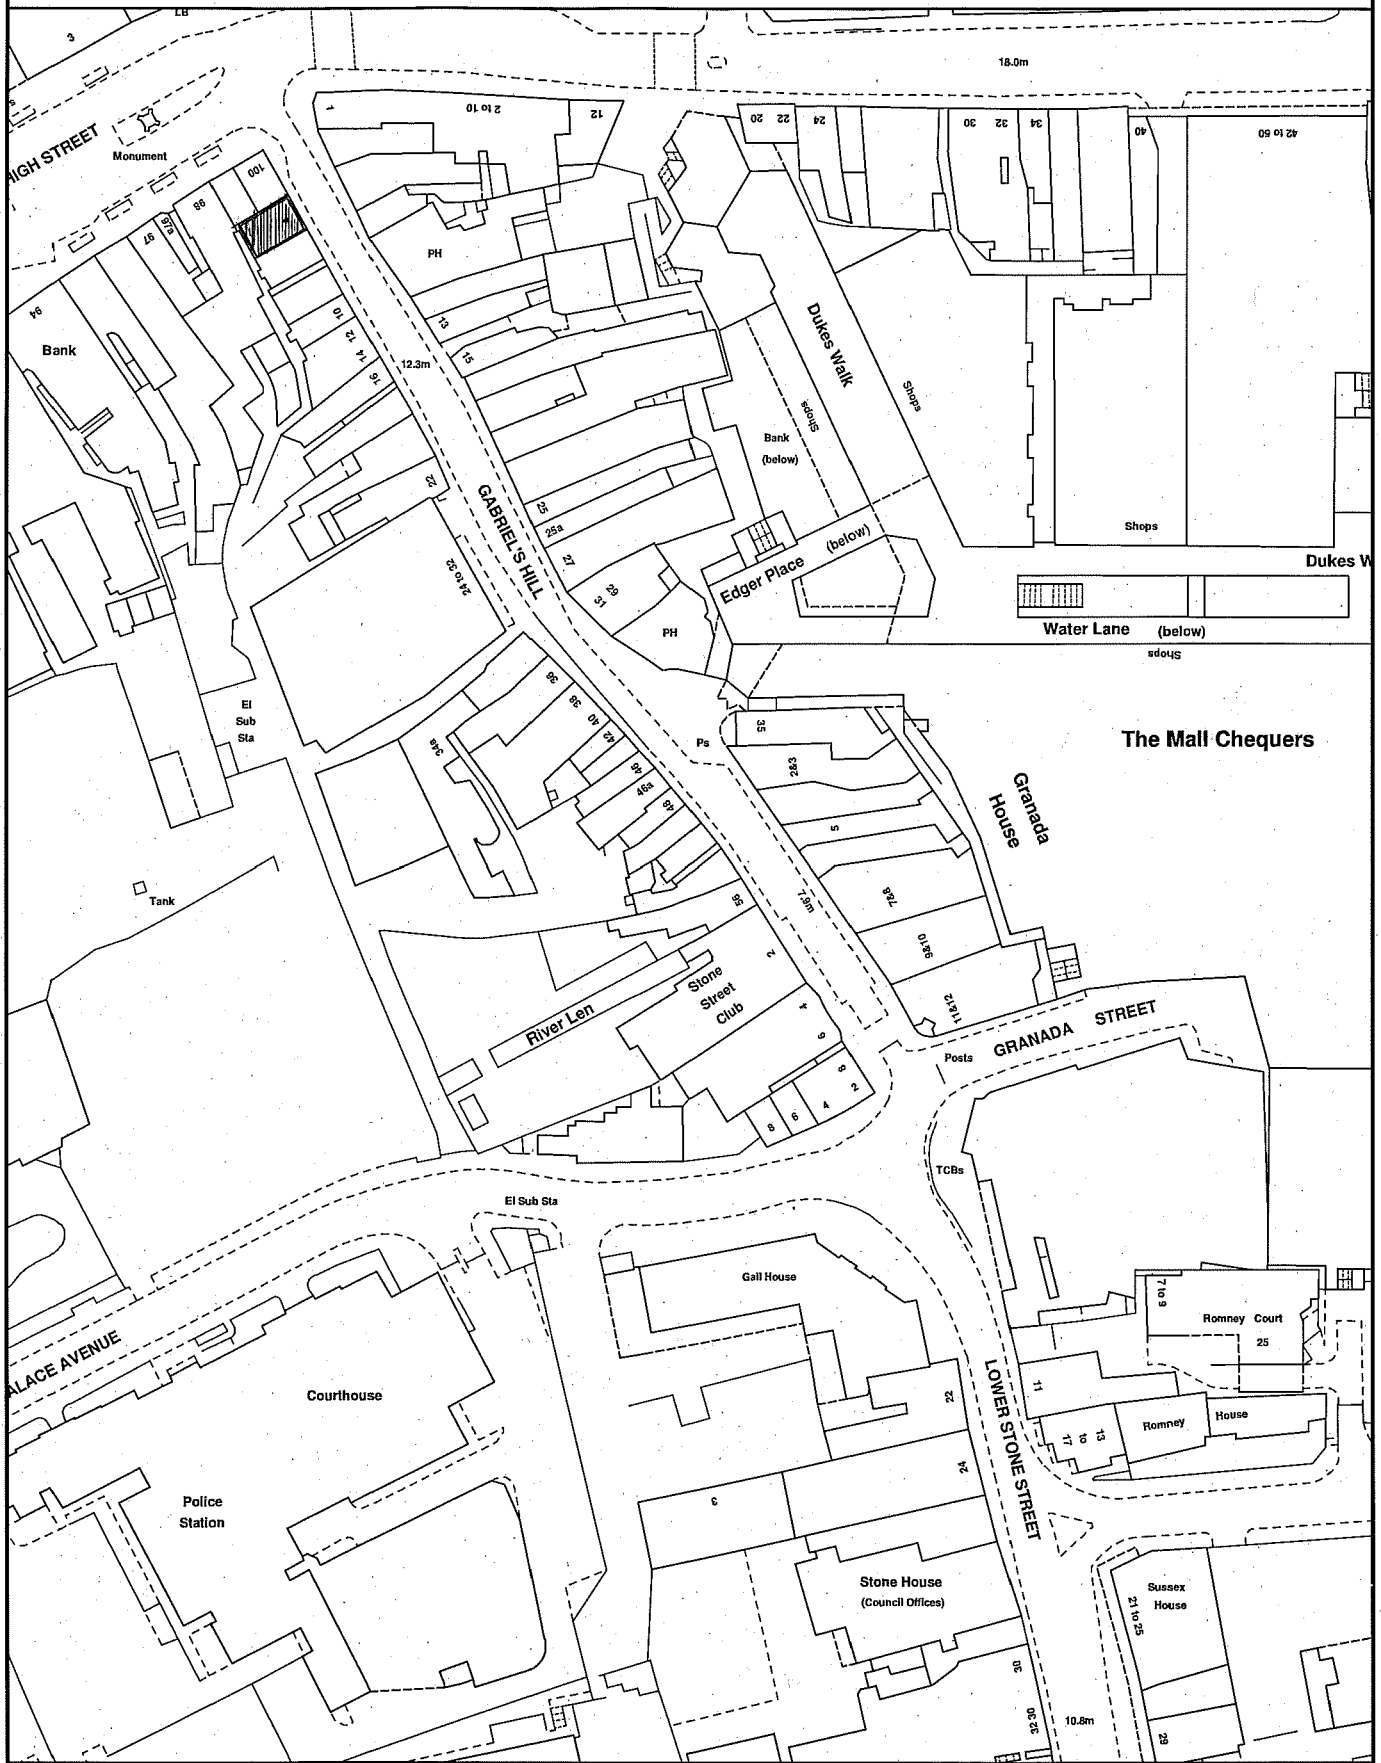 LB
3
18.0m
HIGH STREET
Monument
1
2 to 10
12
20
22
24
30
32
34
40
42 to 50
100
98
97a
97
94
Bank
PH
13
15
10
12
14
16
12.3m
Dukes Walk
Shops
Shops
Bank
(below)
22
GABRIEL'S HILL
25
25a
27
29
31
24 to 32
Edger Place
(below)
Shops
Dukes W
Water Lane
(below)
Shops
PH
El
Sub
Sta
36
38
40
42
46
46a
48
34a
Ps
35
2&3
5
7&8
9&10
11&12
The Mall Chequers
Granada
House
Tank
7.6m
56
2
4
6
8
Stone
Street
Club
River Len
GRANADA STREET
Posts
2
4
6
8
TCBs
El Sub Sta
Gail House
7 to 9
Romney Court
25
ALACE AVENUE
Courthouse
22
24
LOWER STONE STREET
11
13
to
17
Romney
House
Police
Station
3
Stone House
(Council Offices)
Sussex
House
21 to 25
30
32 30
10.8m
29